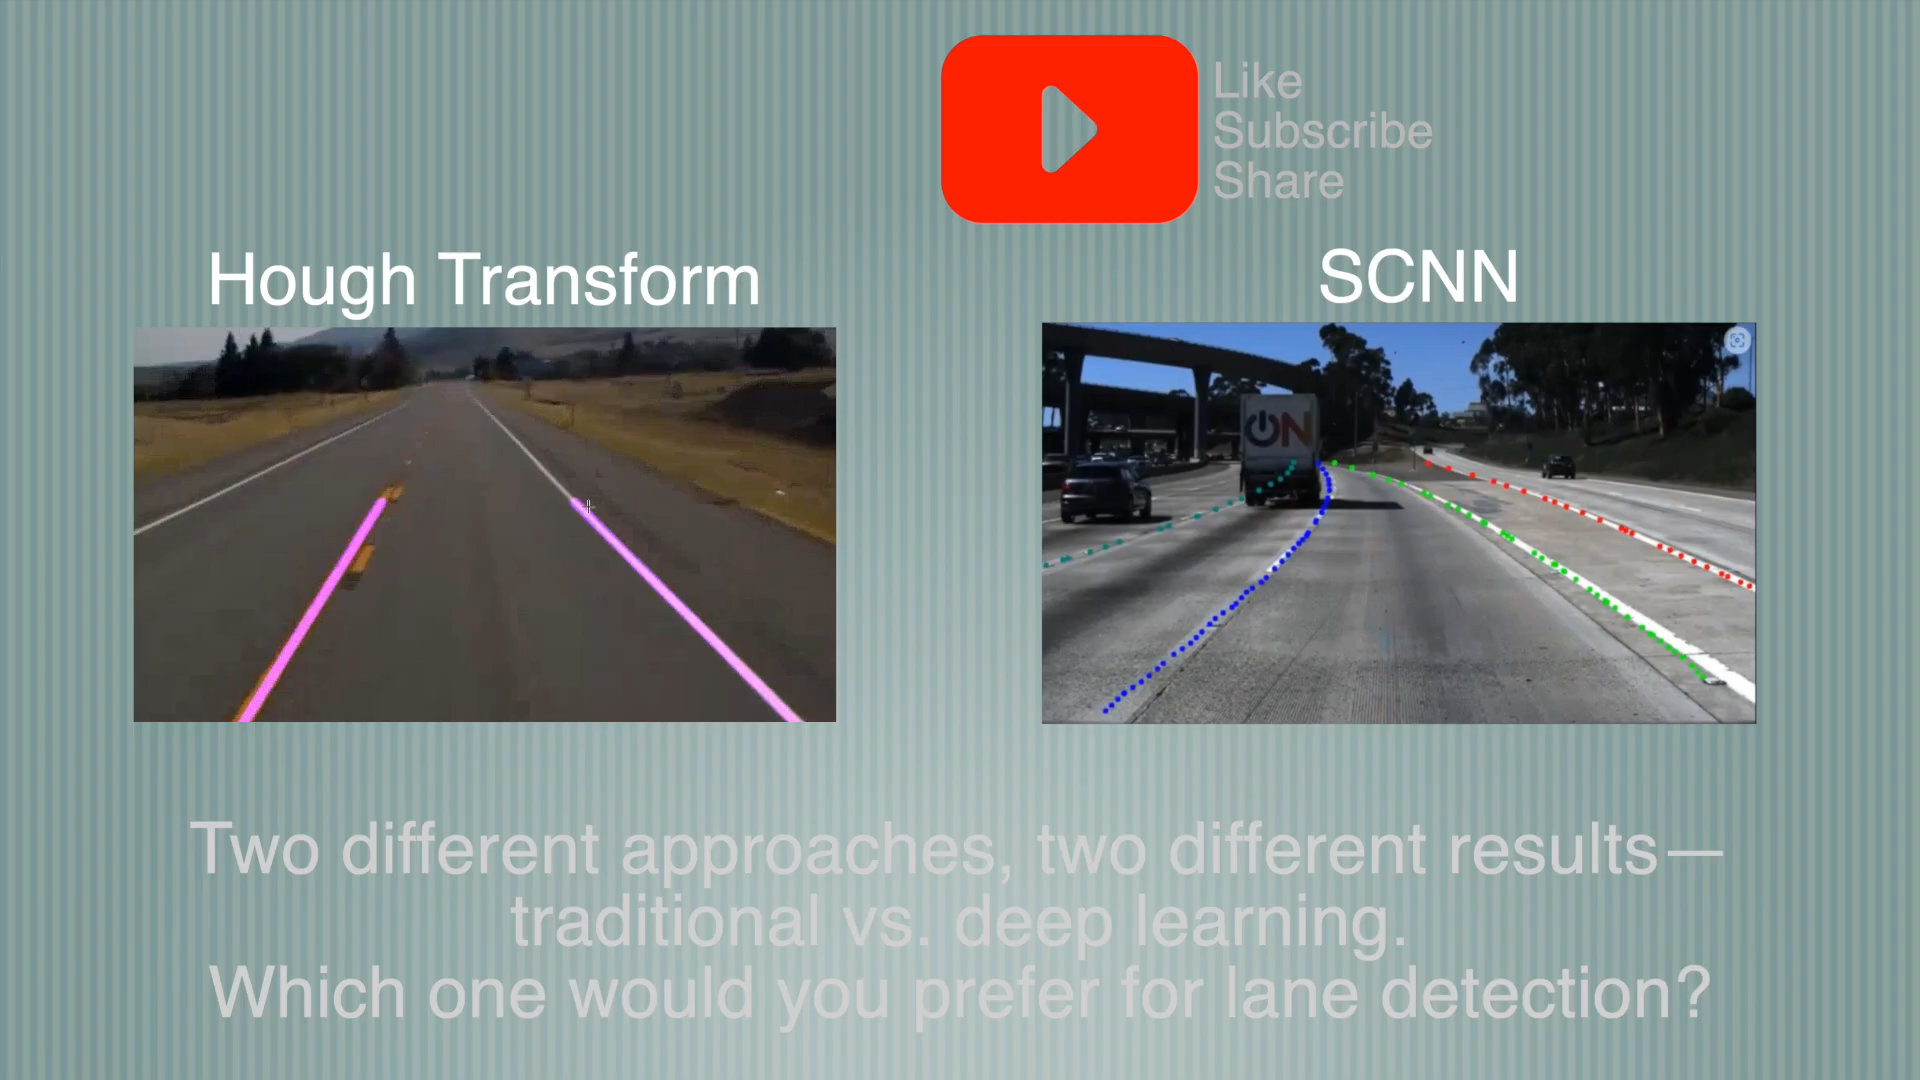 Like
Subscribe
Share
Hough Transform
SCNN
ON
Two different approaches, two different results—
traditional vs. deep learning.
Which one would you prefer for lane detection?